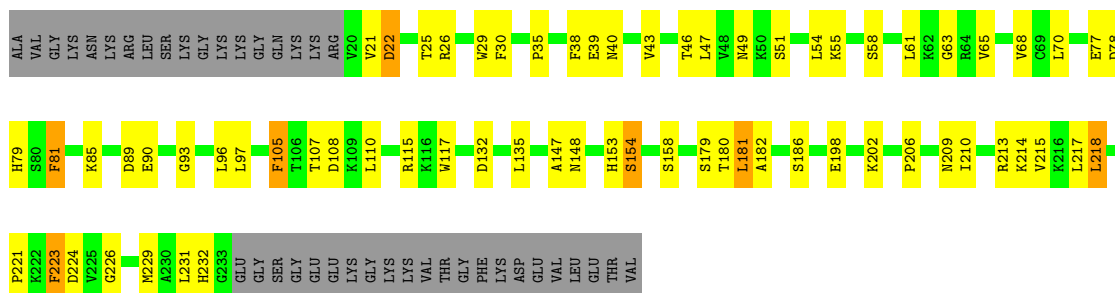 ALA VAL GLY LYS ASN LYS ARG LEU SER LYS GLY LYS LYS GLY GLN LYS LYS ARG V20 V21 D22 T25 R26 W29 F30 P35 F38 E39 N40 V43 T46 L47 V48 N49 K50 S51 L54 K55 S58 L61 K62 G63 R64 V65 V68 C69 L70 E77 D78
H79 S80 F81 K85 D89 E90 G93 L96 L97 F105 T106 T107 D108 K109 L110 R115 K116 W117 D132 L135 A147 N148 H153 S154 S158 S179 T180 L181 A182 S186 E198 K202 P206 N209 I210 R213 K214 V215 K216 L217 L218
P221 K222 F223 D224 V225 G226 M229 A230 L231 H232 G233 GLU GLY SER GLY GLU GLU LYS GLY LYS LYS VAL THR GLY PHE LYS ASP GLU VAL LEU GLU THR VAL